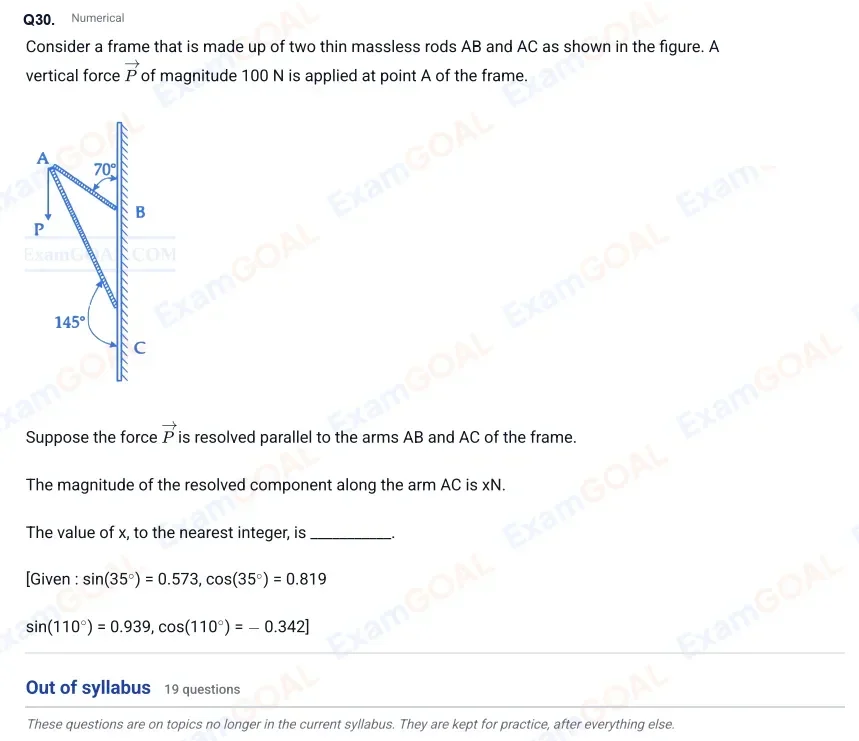 Q30. Numerical
Consider a frame that is made up of two thin massless rods AB and AC as shown in the figure. A
vertical force P⃗ of magnitude 100 N is applied at point A of the frame.
A
70°
B
P
ExamGOAL.COM
145°
C
Suppose the force P⃗ is resolved parallel to the arms AB and AC of the frame.
The magnitude of the resolved component along the arm AC is xN.
The value of x, to the nearest integer, is __________.
[Given : sin(35°) = 0.573, cos(35°) = 0.819
sin(110°) = 0.939, cos(110°) = − 0.342]
Out of syllabus 19 questions
These questions are on topics no longer in the current syllabus. They are kept for practice, after everything else.